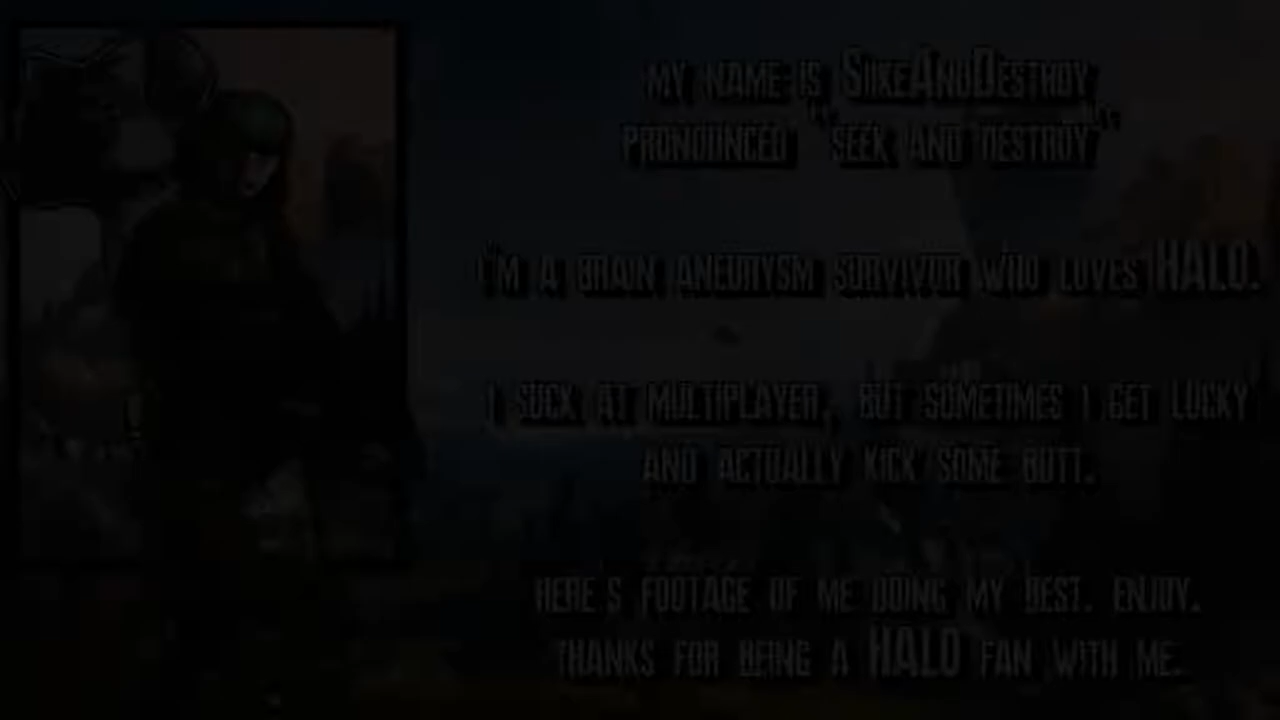 MY NAME IS SIIKEANDDESTROY
PRONOUNCED "SEEK AND DESTROY"
I'M A BRAIN ANEURYSM SURVIVOR WHO LOVES HALO.
I SUCK AT MULTIPLAYER, BUT SOMETIMES I GET LUCKY
AND ACTUALLY KICK SOME BUTT.
HERE'S FOOTAGE OF ME DOING MY BEST. ENJOY.
THANKS FOR BEING A HALO FAN WITH ME.